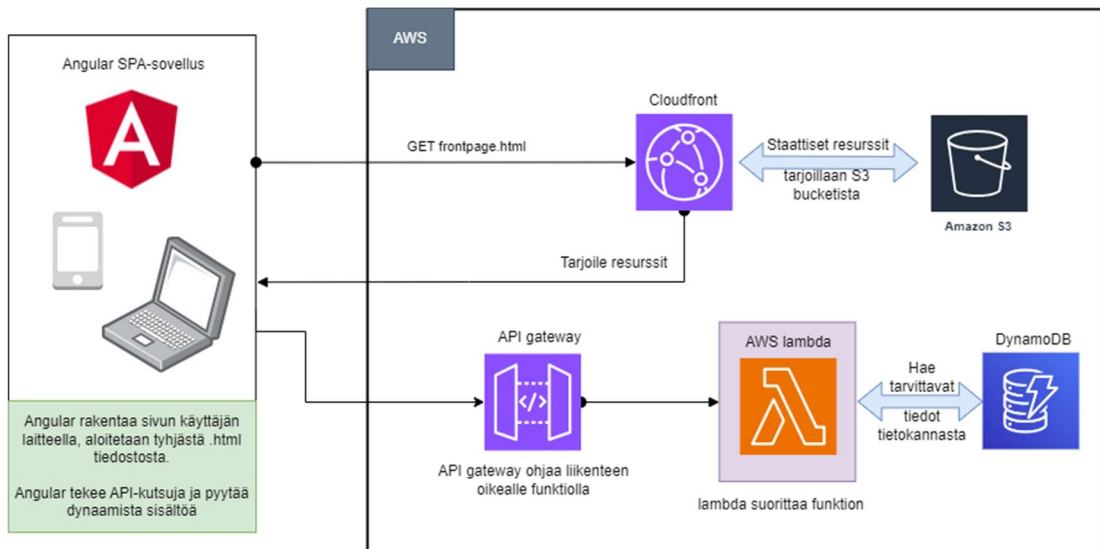 AWS
Angular SPA-sovellus
A
Cloudfront
GET frontpage.html
Staattiset resurssit
tarjoillaan S3
bucketista
Amazon S3
Tarjoile resurssit
API gateway
</>
API gateway ohjaa liikenteen
oikealle funktiolla
AWS lambda
lambda suorittaa funktion
DynamoDB
Hae
tarvittavat
tiedot
tietokannasta
Angular rakentaa sivun käyttäjän
laitteella, aloitetaan tyhjästä .html
tiedostosta.
Angular tekee API-kutsuja ja pyytää
dynaamista sisältöä